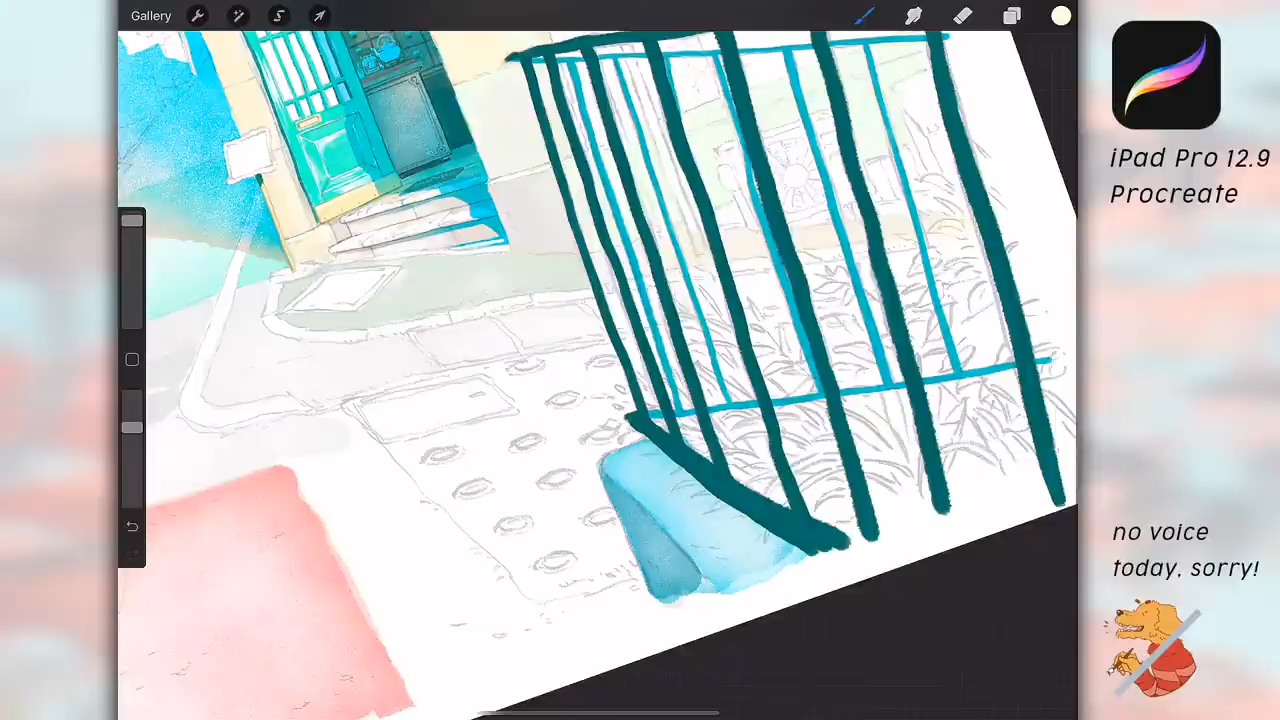 Gallery
iPad Pro 12.9
Procreate
no voice
today, sorry!